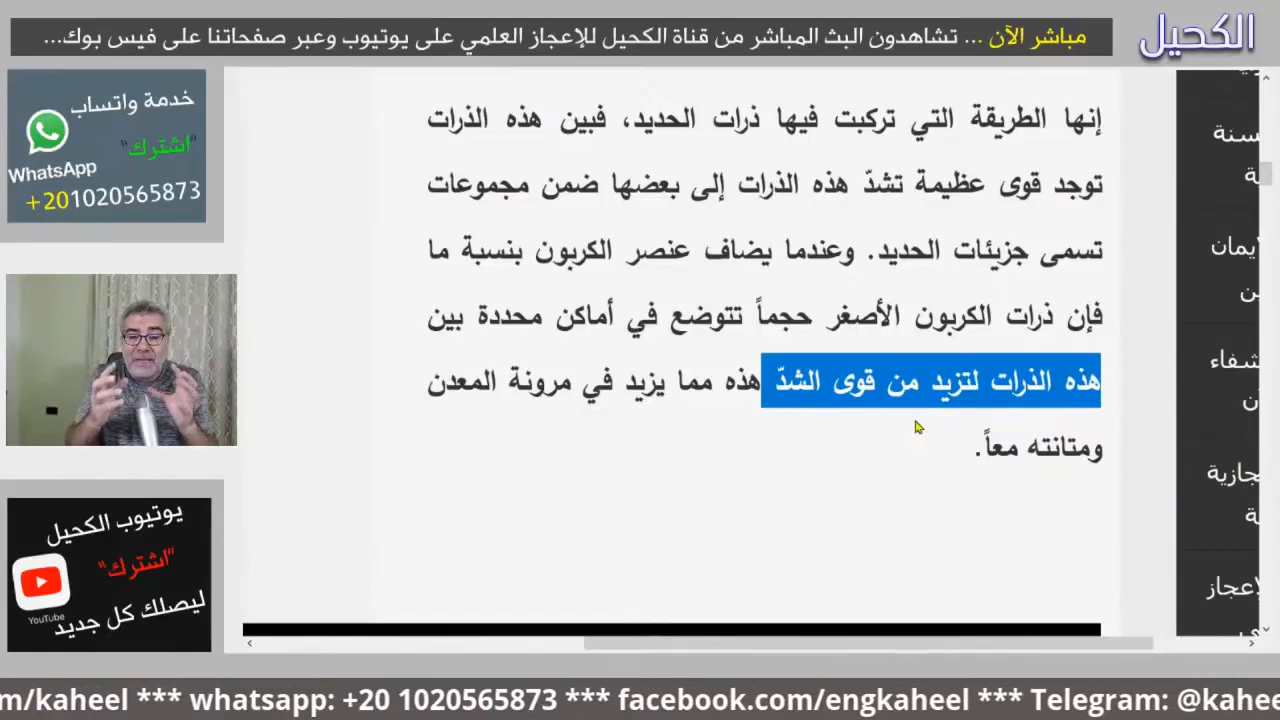 الكحيل
مباشر الآن ... تشاهدون البث المباشر من قناة الكحيل للإعجاز العلمي على يوتيوب وعبر صفحاتنا على فيس بوك...
خدمة واتساب
"اشترك"
WhatsApp
+201020565873
إنها الطريقة التي تركبت فيها ذرات الحديد، فبين هذه الذرات
توجد قوى عظيمة تشدّ هذه الذرات إلى بعضها ضمن مجموعات
تسمى جزيئات الحديد. وعندما يضاف عنصر الكربون بنسبة ما
فإن ذرات الكربون الأصغر حجماً تتوضع في أماكن محددة بين
هذه الذرات لتزيد من قوى الشدّ هذه مما يزيد في مرونة المعدن
ومتانته معاً.
يوتيوب الكحيل
"اشترك"
YouTube
ليصلك كل جديد
m/kaheel *** whatsapp: +20 1020565873 *** facebook.com/engkaheel *** Telegram: @kahee